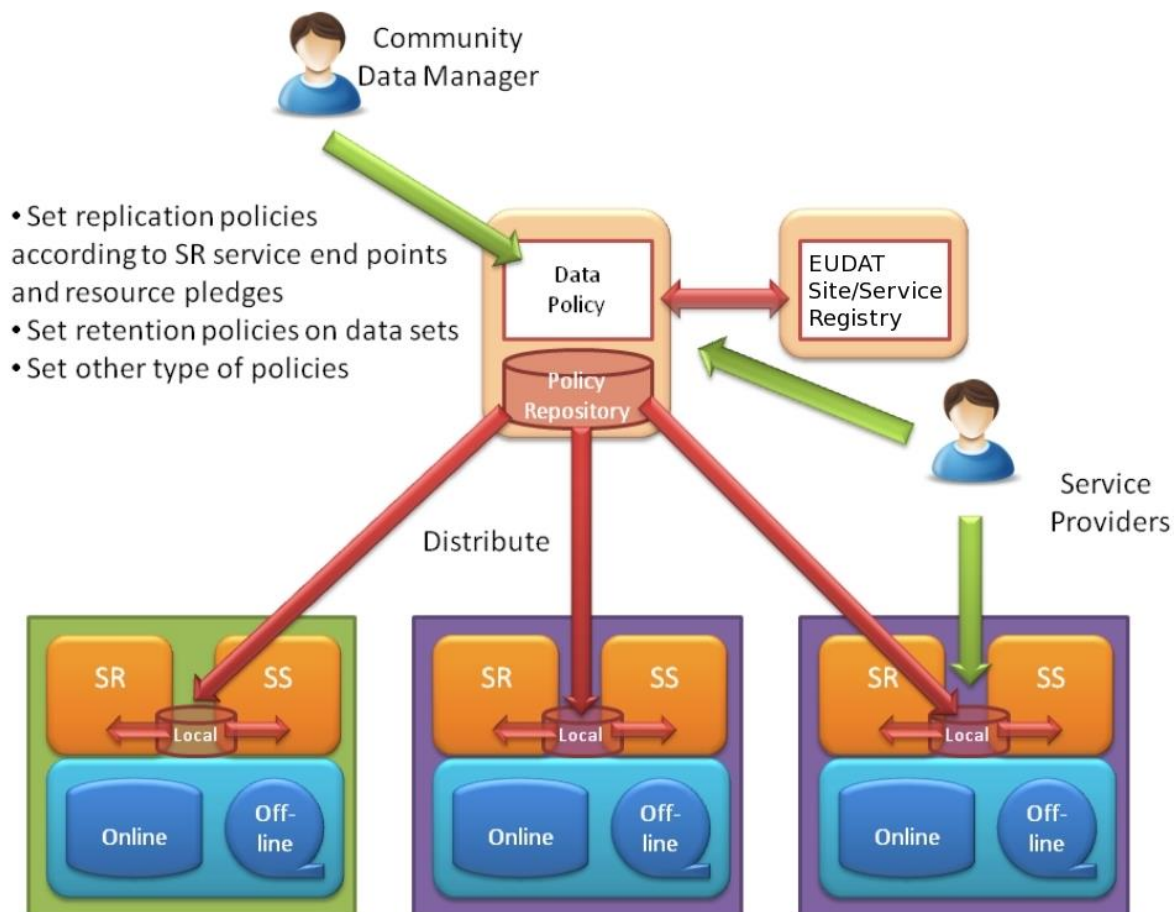 Community
Data Manager
• Set replication policies
according to SR service end points
and resource pledges
• Set retention policies on data sets
• Set other type of policies
Data
Policy
EUDAT
Site/Service
Registry
Policy
Repository
Service
Providers
Distribute
SR
SS
Local
Online
Off-
line
SR
SS
Local
Online
Off-
line
SR
SS
Local
Online
Off-
line